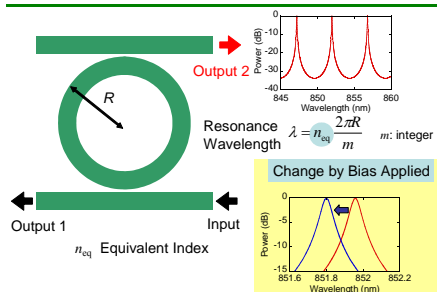 Output 2
R
Power (dB)
0
-10
-20
-30
-40
845 850 855 860
Wavelength (nm)
Resonance
Wavelength
λ = n_eq 2πR / m
m: integer
Change by Bias Applied
Output 1
Input
n_eq Equivalent Index
Power (dB)
0
-5
-10
-15
851.6 851.8 852 852.2
Wavelength (nm)